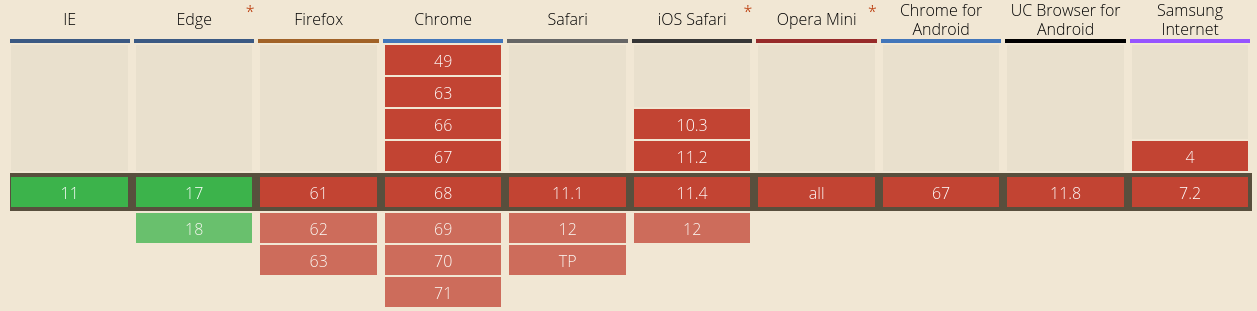 IE Edge * Firefox Chrome Safari iOS Safari * Opera Mini * Chrome for Android UC Browser for Android Samsung Internet
49
63
66 10.3
67 11.2 4
11 17 61 68 11.1 11.4 all 67 11.8 7.2
18 62 69 12 12
63 70 TP
71